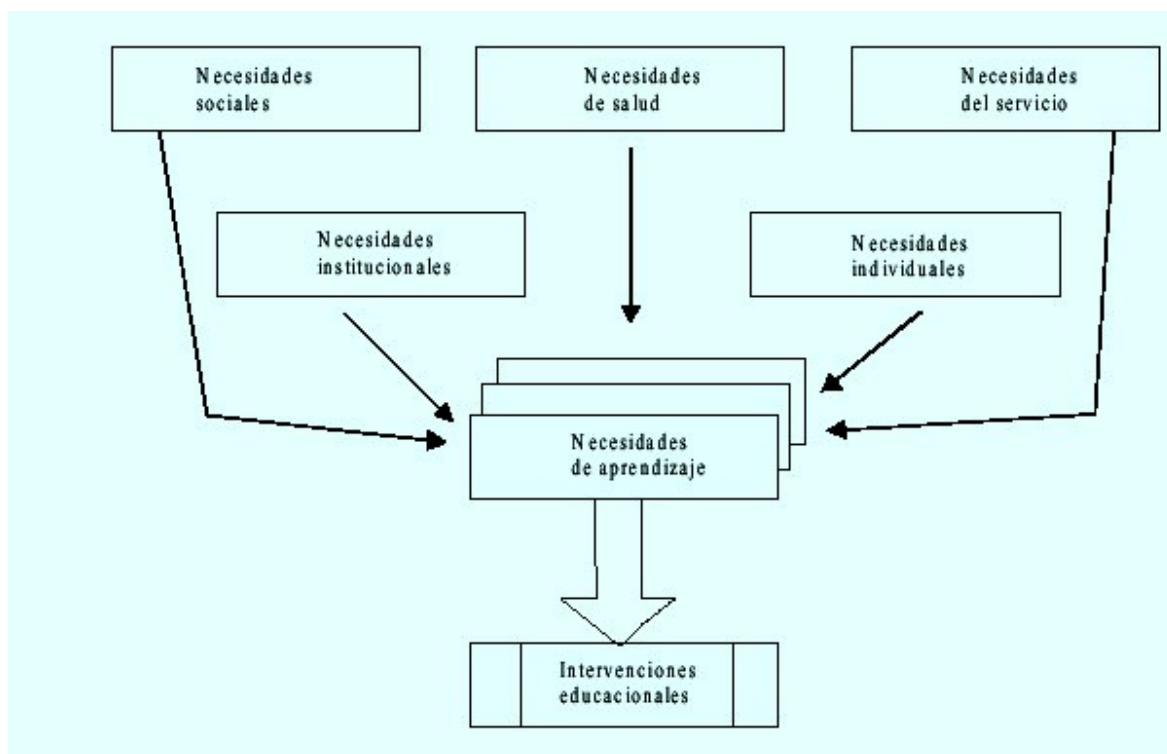 Necesidades
sociales
Necesidades
de salud
Necesidades
del servicio
Necesidades
institucionales
Necesidades
individuales
Necesidades
de aprendizaje
Intervenciones
educacionales